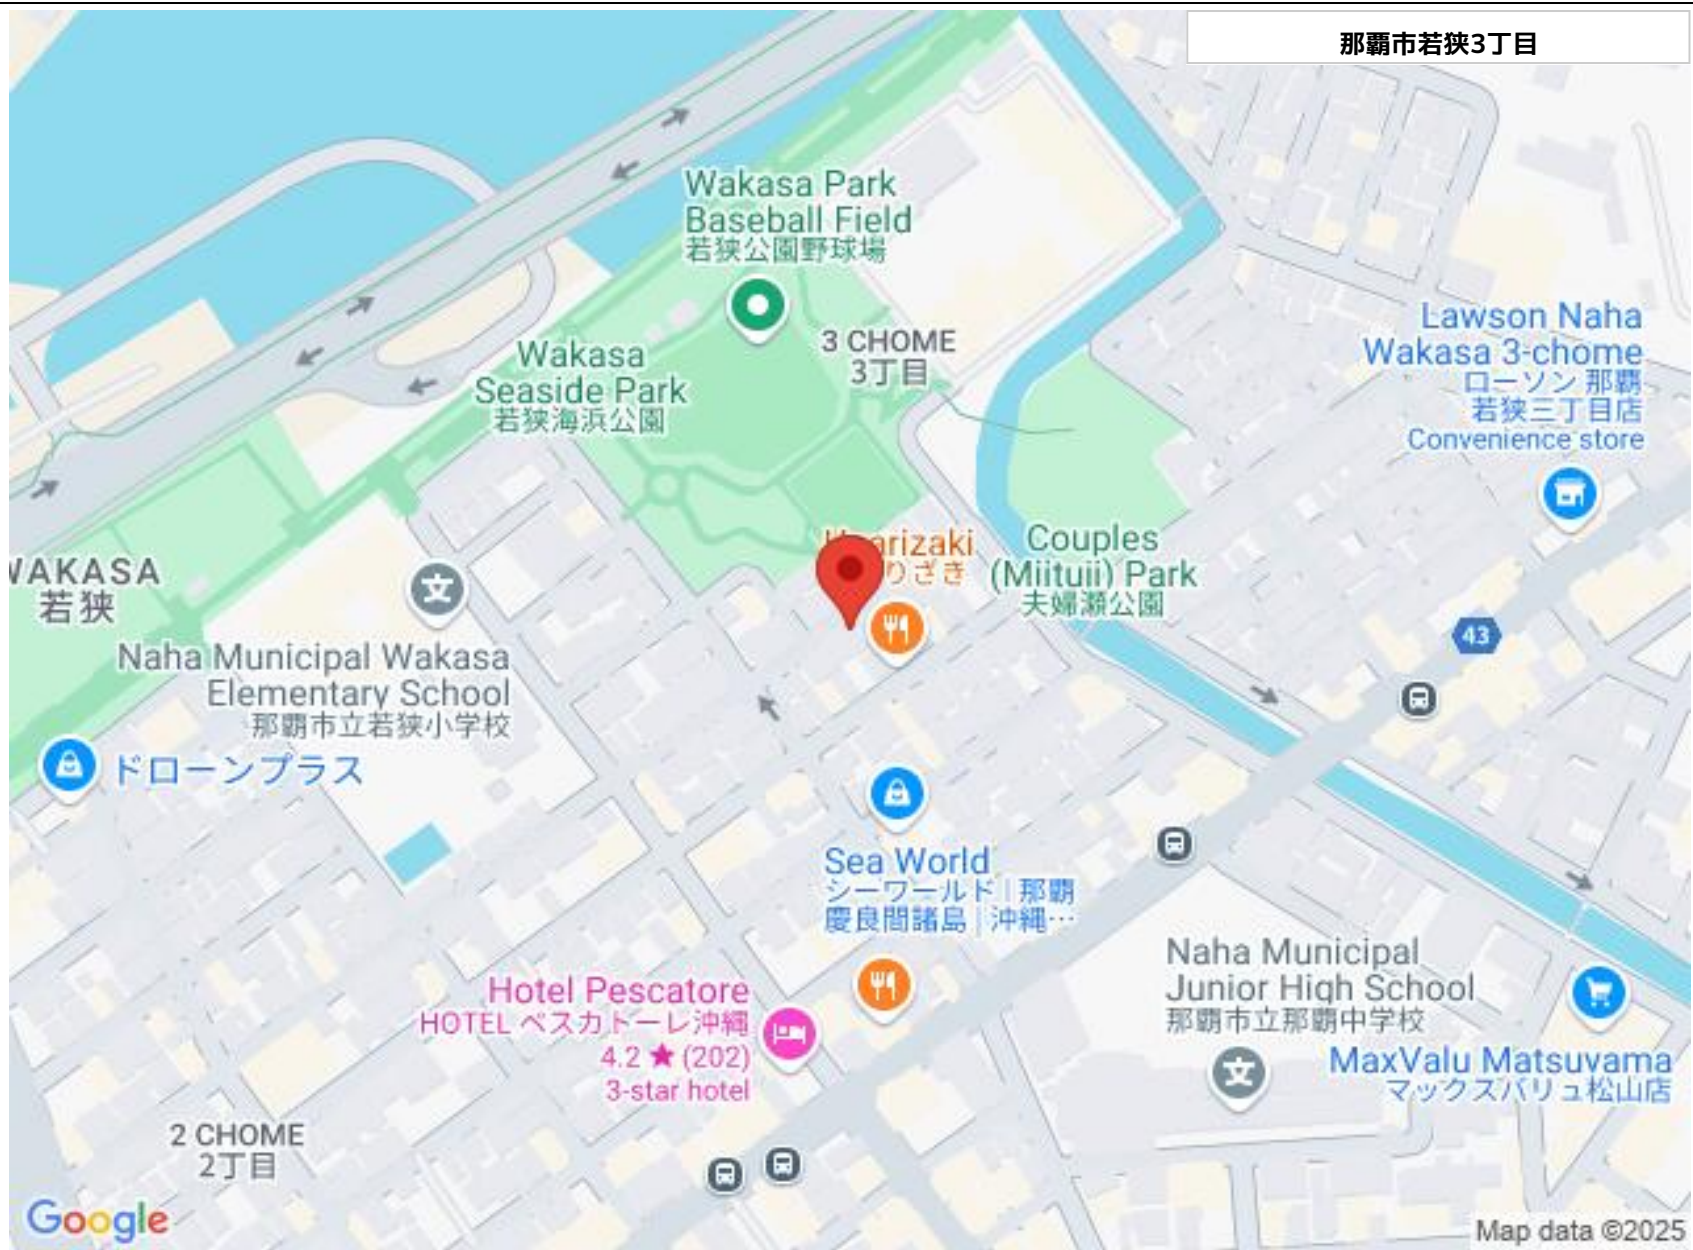 那覇市若狭3丁目
Wakasa Park
Baseball Field
若狭公園野球場
3 CHOME
3丁目
Lawson Naha
Wakasa 3-chome
ローソン 那覇
若狭三丁目店
Convenience store
Wakasa
Seaside Park
若狭海浜公園
arizaki
りざき
Couples
(Miituii) Park
夫婦瀬公園
WAKASA
若狭
文
43
Naha Municipal Wakasa
Elementary School
那覇市立若狭小学校
ドローンプラス
Sea World
シーワールド | 那覇
慶良間諸島 | 沖縄…
Hotel Pescatore
HOTEL ペスカトーレ沖縄
4.2 ★ (202)
3-star hotel
Naha Municipal
Junior High School
那覇市立那覇中学校
文
MaxValu Matsuyama
マックスバリュ松山店
2 CHOME
2丁目
Google
Map data ©2025